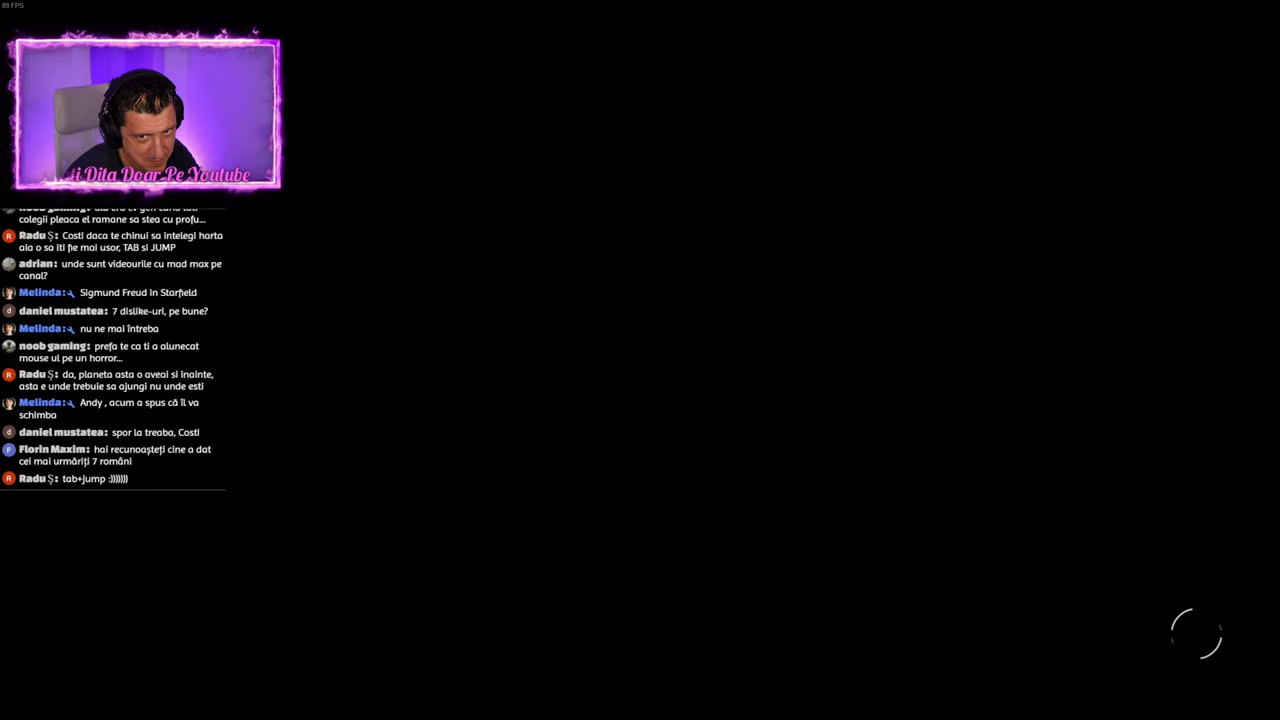 89 FPS
ti Dita Doar Pe Youtube
colegii pleaca el ramane sa stea cu profu...
Radu Ș: Costi daca te chinui sa intelegi harta
aia o sa iti fie mai usor, TAB si JUMP
adrian: unde sunt videourile cu mad max pe
canal?
Melinda: Sigmund Freud in Starfield
daniel mustatea: 7 dislike-uri, pe bune?
Melinda: nu ne mai întreba
noob gaming: prefa te ca ti a alunecat
mouse ul pe un horror...
Radu Ș: da, planeta asta o aveai si inainte,
asta e unde trebuie sa ajungi nu unde esti
Melinda: Andy , acum a spus că îl va
schimba
daniel mustatea: spor la treaba, Costi
Florin Maxim: hai recunoașteți cine a dat
cei mai urmăriți 7 români
Radu Ș: tab+jump :)))))))